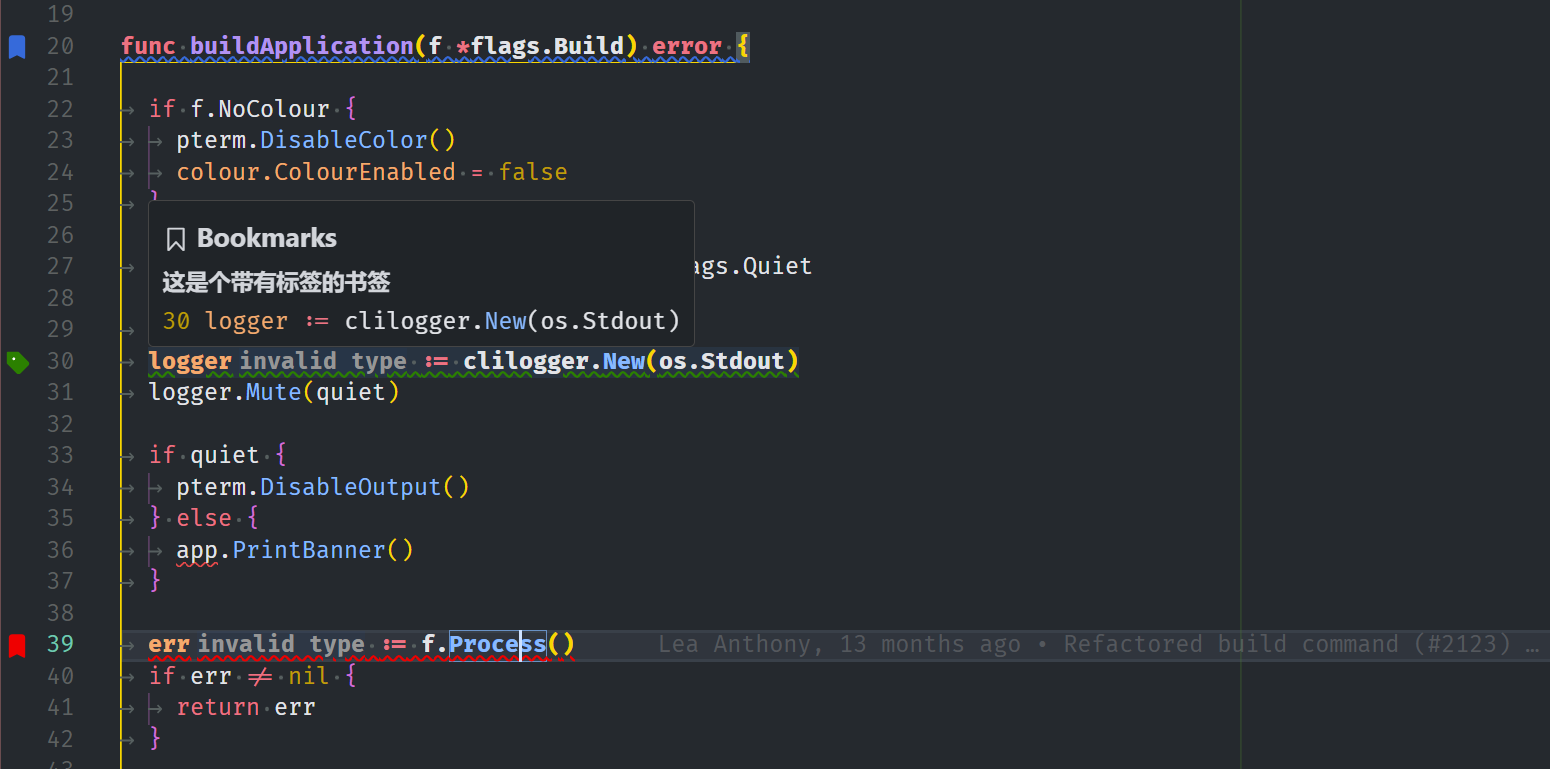 19
20 func buildApplication(f *flags.Build) error {
21
22 if f.NoColour {
23 pterm.DisableColor()
24 colour.ColourEnabled = false
25 }
26
Bookmarks
27 ags.Quiet
这是个带有标签的书签
28
30 logger := clilogger.New(os.Stdout)
29
30 logger invalid type := clilogger.New(os.Stdout)
31 logger.Mute(quiet)
32
33 if quiet {
34 pterm.DisableOutput()
35 } else {
36 app.PrintBanner()
37 }
38
39 err invalid type := f.Process() Lea Anthony, 13 months ago • Refactored build command (#2123) …
40 if err ≠ nil {
41 return err
42 }
43